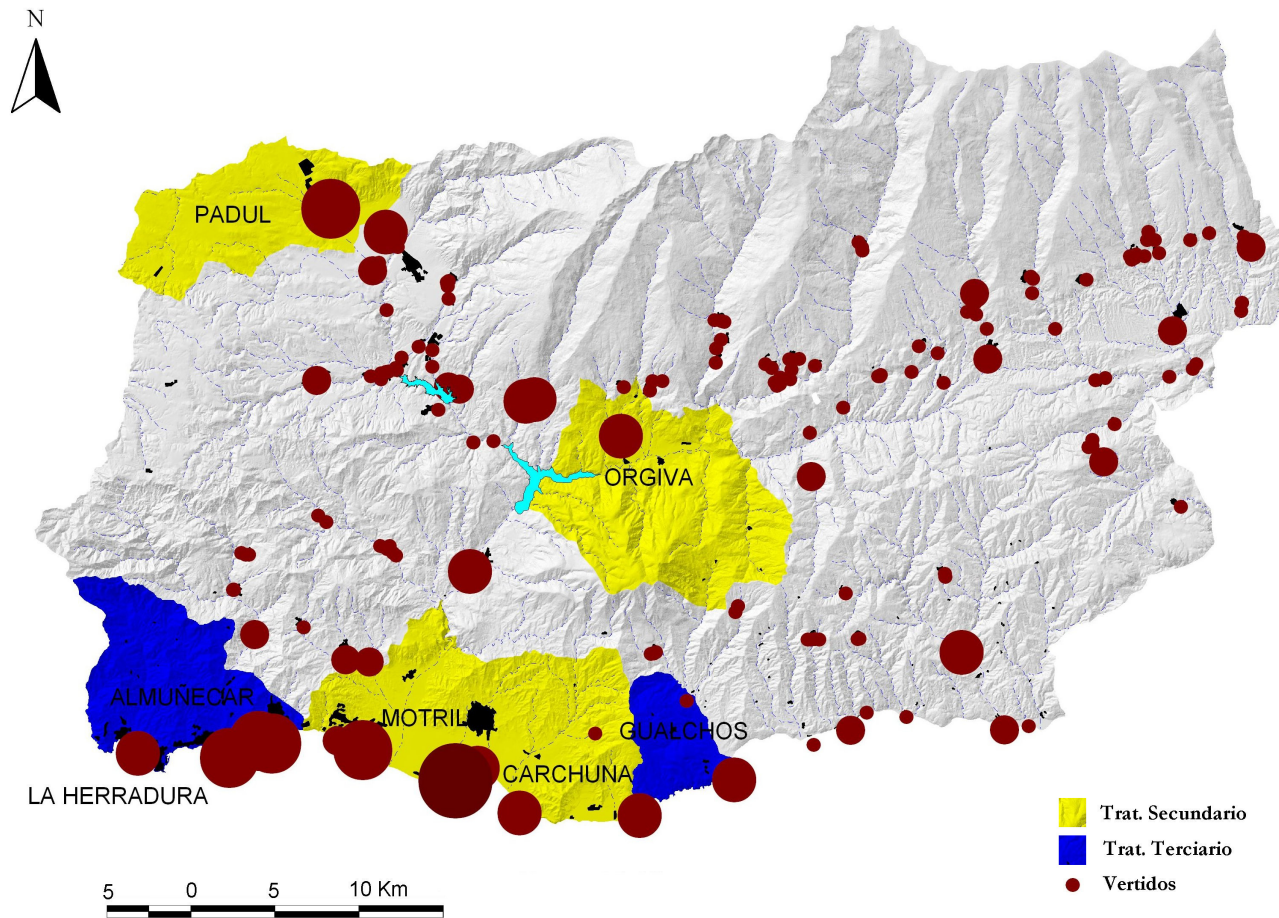 N
PADUL
ORGIVA
ALMUÑECAR
MOTRIL
GUALCHOS
CARCHUNA
LA HERRADURA
Trat. Secundario
Trat. Terciario
Vertidos
5 0 5 10 Km